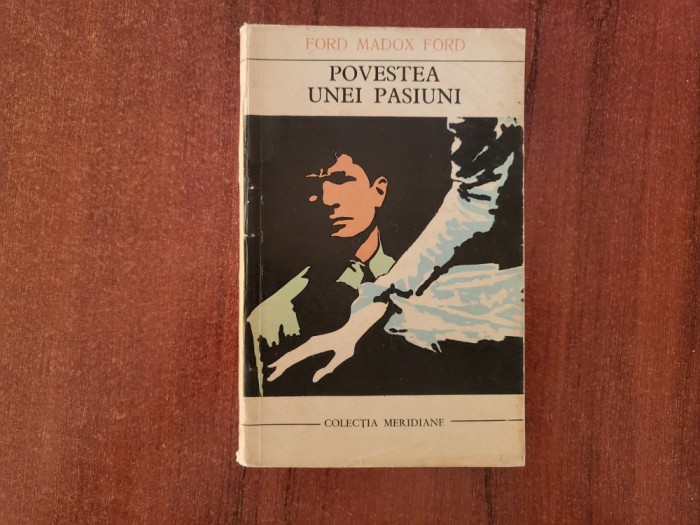 FORD MADOX FORD
POVESTEA
UNEI PASIUNI
COLECȚIA MERIDIANE